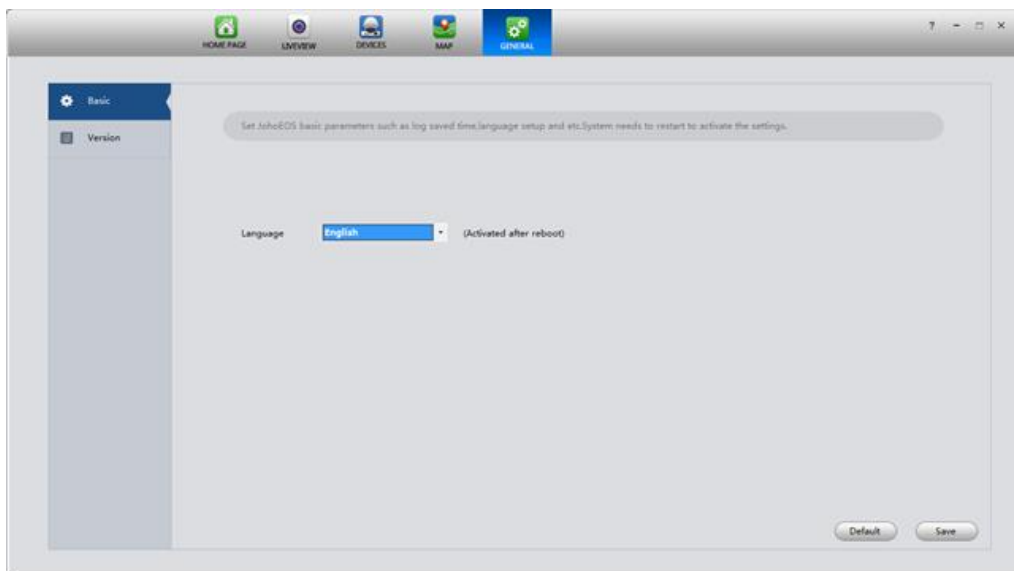 HOME PAGE
LIVEVIEW
DEVICES
MAP
GENERAL
?
Basic
Version
Set JohoEOS basic parameters such as log saved time,language setup and etc.System needs to restart to activate the settings.
Language English (Activated after reboot)
Default Save